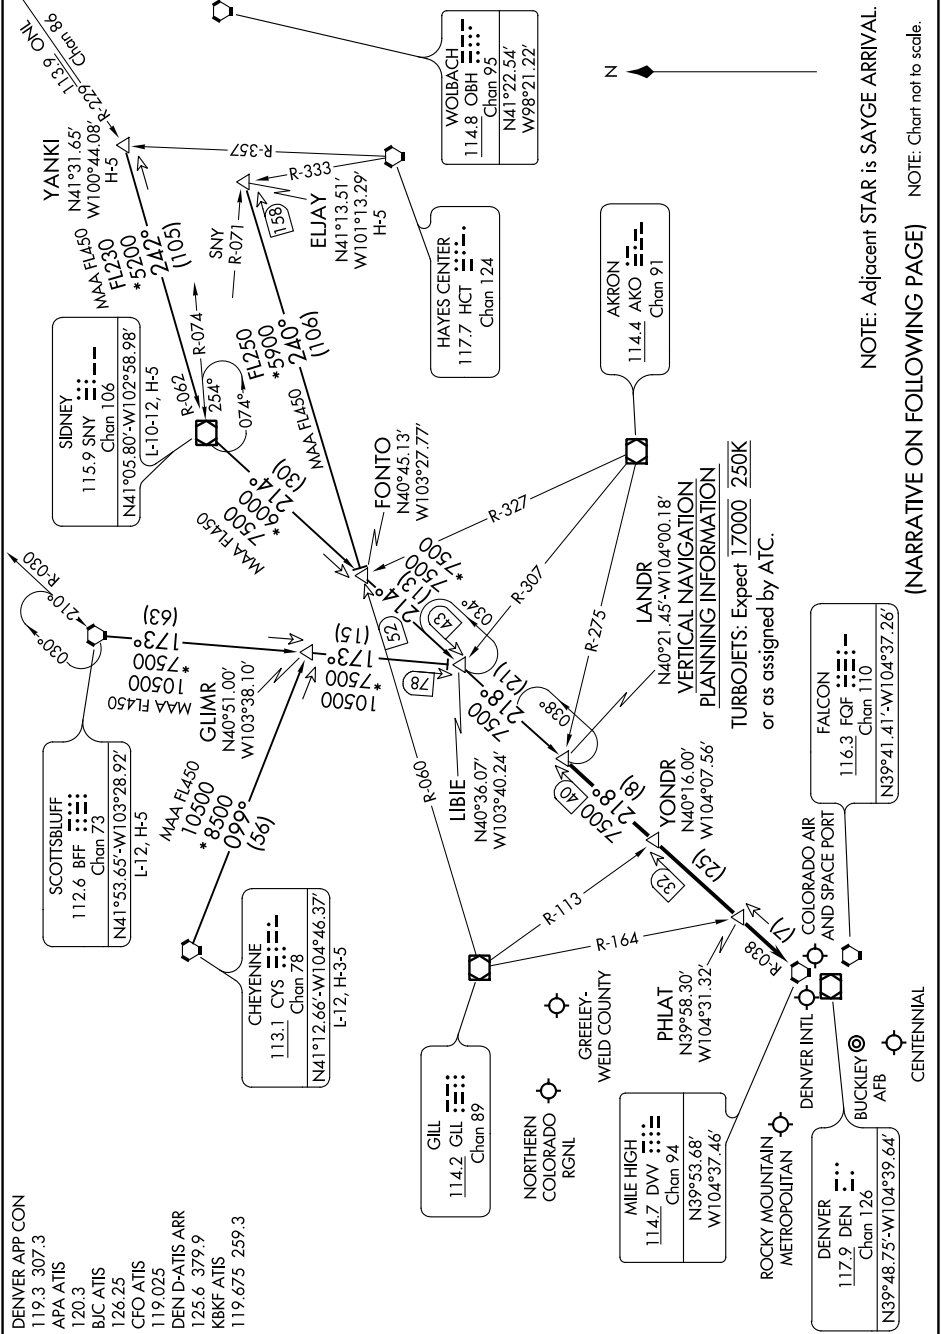 DENVER APP CON
119.3 307.3
APA ATIS
120.3
BJC ATIS
126.25
CFO ATIS
119.025
DEN D-ATIS ARR
125.6 379.9
KBKF ATIS
119.675 259.3
SCOTTSBLUFF
112.6 BFF
Chan 73
N41°53.65'-W103°28.92'
L-12, H-5
030°
210°
R-030
10500
*7500
173°
(63)
MAA FL450
SIDNEY
115.9 SNY
Chan 106
N41°05.80'-W102°58.98'
L-10-12, H-5
R-062
R-074
254°
074°
MAA FL450
FL230
*5200
242°
(105)
YANKI
N41°31.65'
W100°44.08'
H-5
R-229
113.9 ONL
Chan 86
R-357
R-333
SNY
R-071
158
ELJAY
N41°13.51'
W101°13.29'
H-5
FL250
*5900
240°
(106)
MAA FL450
WOLBACH
114.8 OBH
Chan 95
N41°22.54'
W98°21.22'
HAYES CENTER
117.7 HCT
Chan 124
CHEYENNE
113.1 CYS
Chan 78
N41°12.66'-W104°46.37'
L-12, H-3-5
MAA FL450
10500
*8500
099°
(56)
GLIMR
N40°51.00'
W103°38.10'
10500
*7500
173°
(15)
78
MAA FL450
7500
*6000
214°
(30)
FONTO
N40°45.13'
W103°27.77'
52
214°
(13)
7500
*7500
43
034°
LIBIE
N40°36.07'
W103°40.24'
R-060
R-327
R-307
R-275
AKRON
114.4 AKO
Chan 91
7500
218°
(21)
038°
40
LANDR
N40°21.45'-W104°00.18'
VERTICAL NAVIGATION
PLANNING INFORMATION
TURBOJETS: Expect 17000 250K
or as assigned by ATC.
7500
218°
(8)
YONDR
N40°16.00'
W104°07.56'
32
(25)
GILL
114.2 GLL
Chan 89
R-113
R-164
PHLAT
N39°58.30'
W104°31.32'
(7)
R-038
NORTHERN
COLORADO
RGNL
GREELEY-
WELD COUNTY
MILE HIGH
114.7 DVV
Chan 94
N39°53.68'
W104°37.46'
DENVER INTL
COLORADO AIR
AND SPACE PORT
FALCON
116.3 FQF
Chan 110
N39°41.41'-W104°37.26'
ROCKY MOUNTAIN
METROPOLITAN
BUCKLEY
AFB
CENTENNIAL
DENVER
117.9 DEN
Chan 126
N39°48.75'-W104°39.64'
N
NOTE: Adjacent STAR is SAYGE ARRIVAL.
(NARRATIVE ON FOLLOWING PAGE)
NOTE: Chart not to scale.